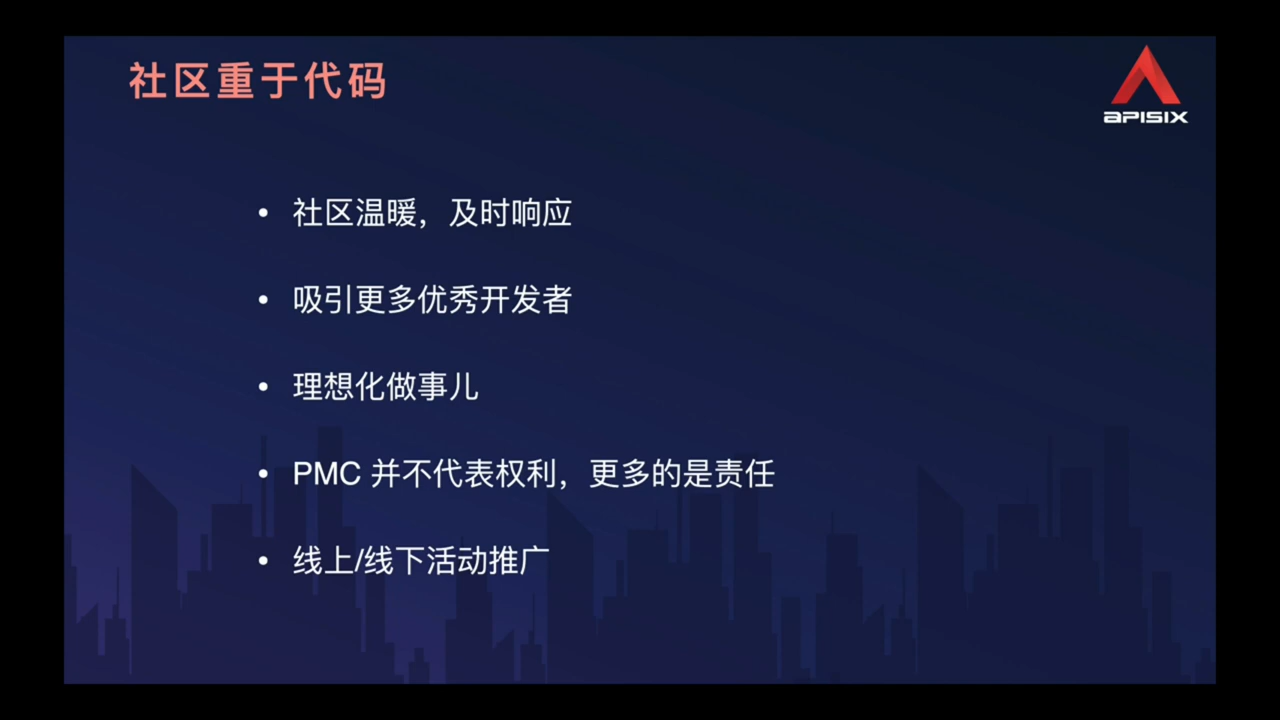 社区重于代码
APISIX
• 社区温暖，及时响应
• 吸引更多优秀开发者
• 理想化做事儿
• PMC 并不代表权利，更多的是责任
• 线上/线下活动推广